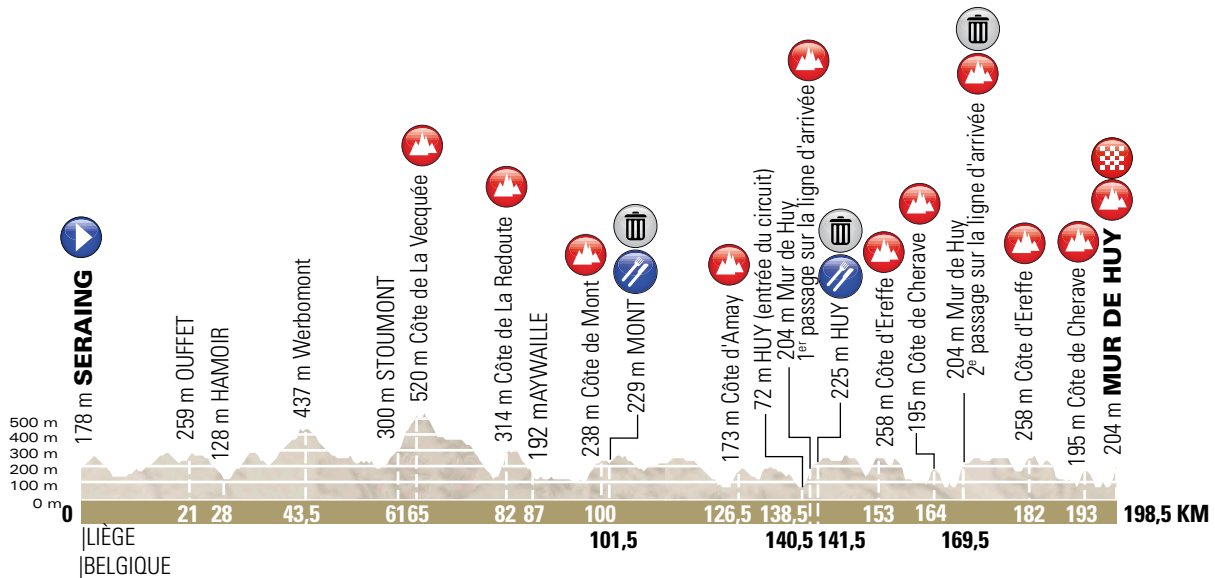 178 m SERAING
259 m OUFFET
128 m HAMOIR
437 m Werbomont
300 m STOUMONT
520 m Côte de La Vecquée
314 m Côte de La Redoute
192 mAYWAILLE
238 m Côte de Mont
229 m MONT
173 m Côte d'Amay
72 m HUY (entrée du circuit)
204 m Mur de Huy
1er passage sur la ligne d'arrivée
225 m HUY
258 m Côte d'Ereffe
195 m Côte de Cherave
204 m Mur de Huy
2e passage sur la ligne d'arrivée
258 m Côte d'Ereffe
195 m Côte de Cherave
204 m MUR DE HUY
500 m
400 m
300 m
200 m
100 m
0 m
0
21
28
43,5
61
65
82
87
100
101,5
126,5
138,5
140,5
141,5
153
164
169,5
182
193
198,5 KM
|LIÈGE
|BELGIQUE